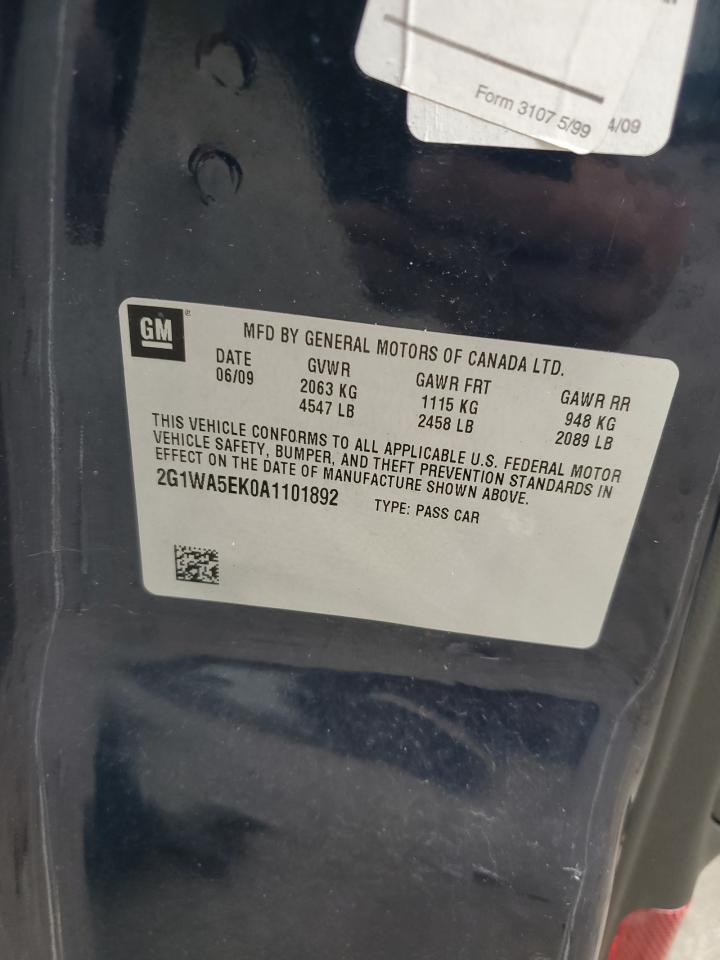 Form 3107 5/99
4/09
GM®
MFD BY GENERAL MOTORS OF CANADA LTD.
DATE GVWR GAWR FRT GAWR RR
06/09 2063 KG 1115 KG 948 KG
4547 LB 2458 LB 2089 LB
THIS VEHICLE CONFORMS TO ALL APPLICABLE U.S. FEDERAL MOTOR
VEHICLE SAFETY, BUMPER, AND THEFT PREVENTION STANDARDS IN
EFFECT ON THE DATE OF MANUFACTURE SHOWN ABOVE.
2G1WA5EK0A1101892 TYPE: PASS CAR